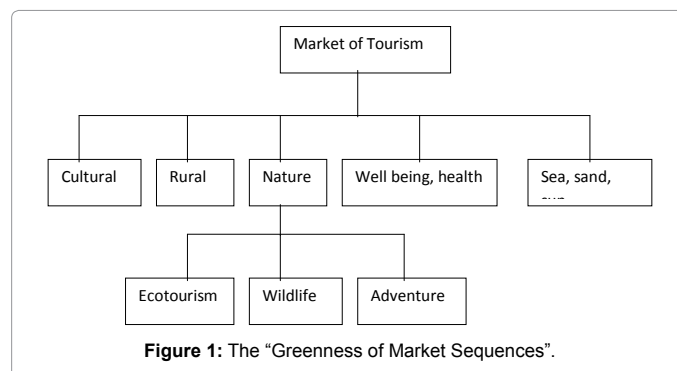 Market of Tourism
Cultural
Rural
Nature
Well being, health
Sea, sand,
Ecotourism
Wildlife
Adventure
Figure 1: The “Greenness of Market Sequences”.